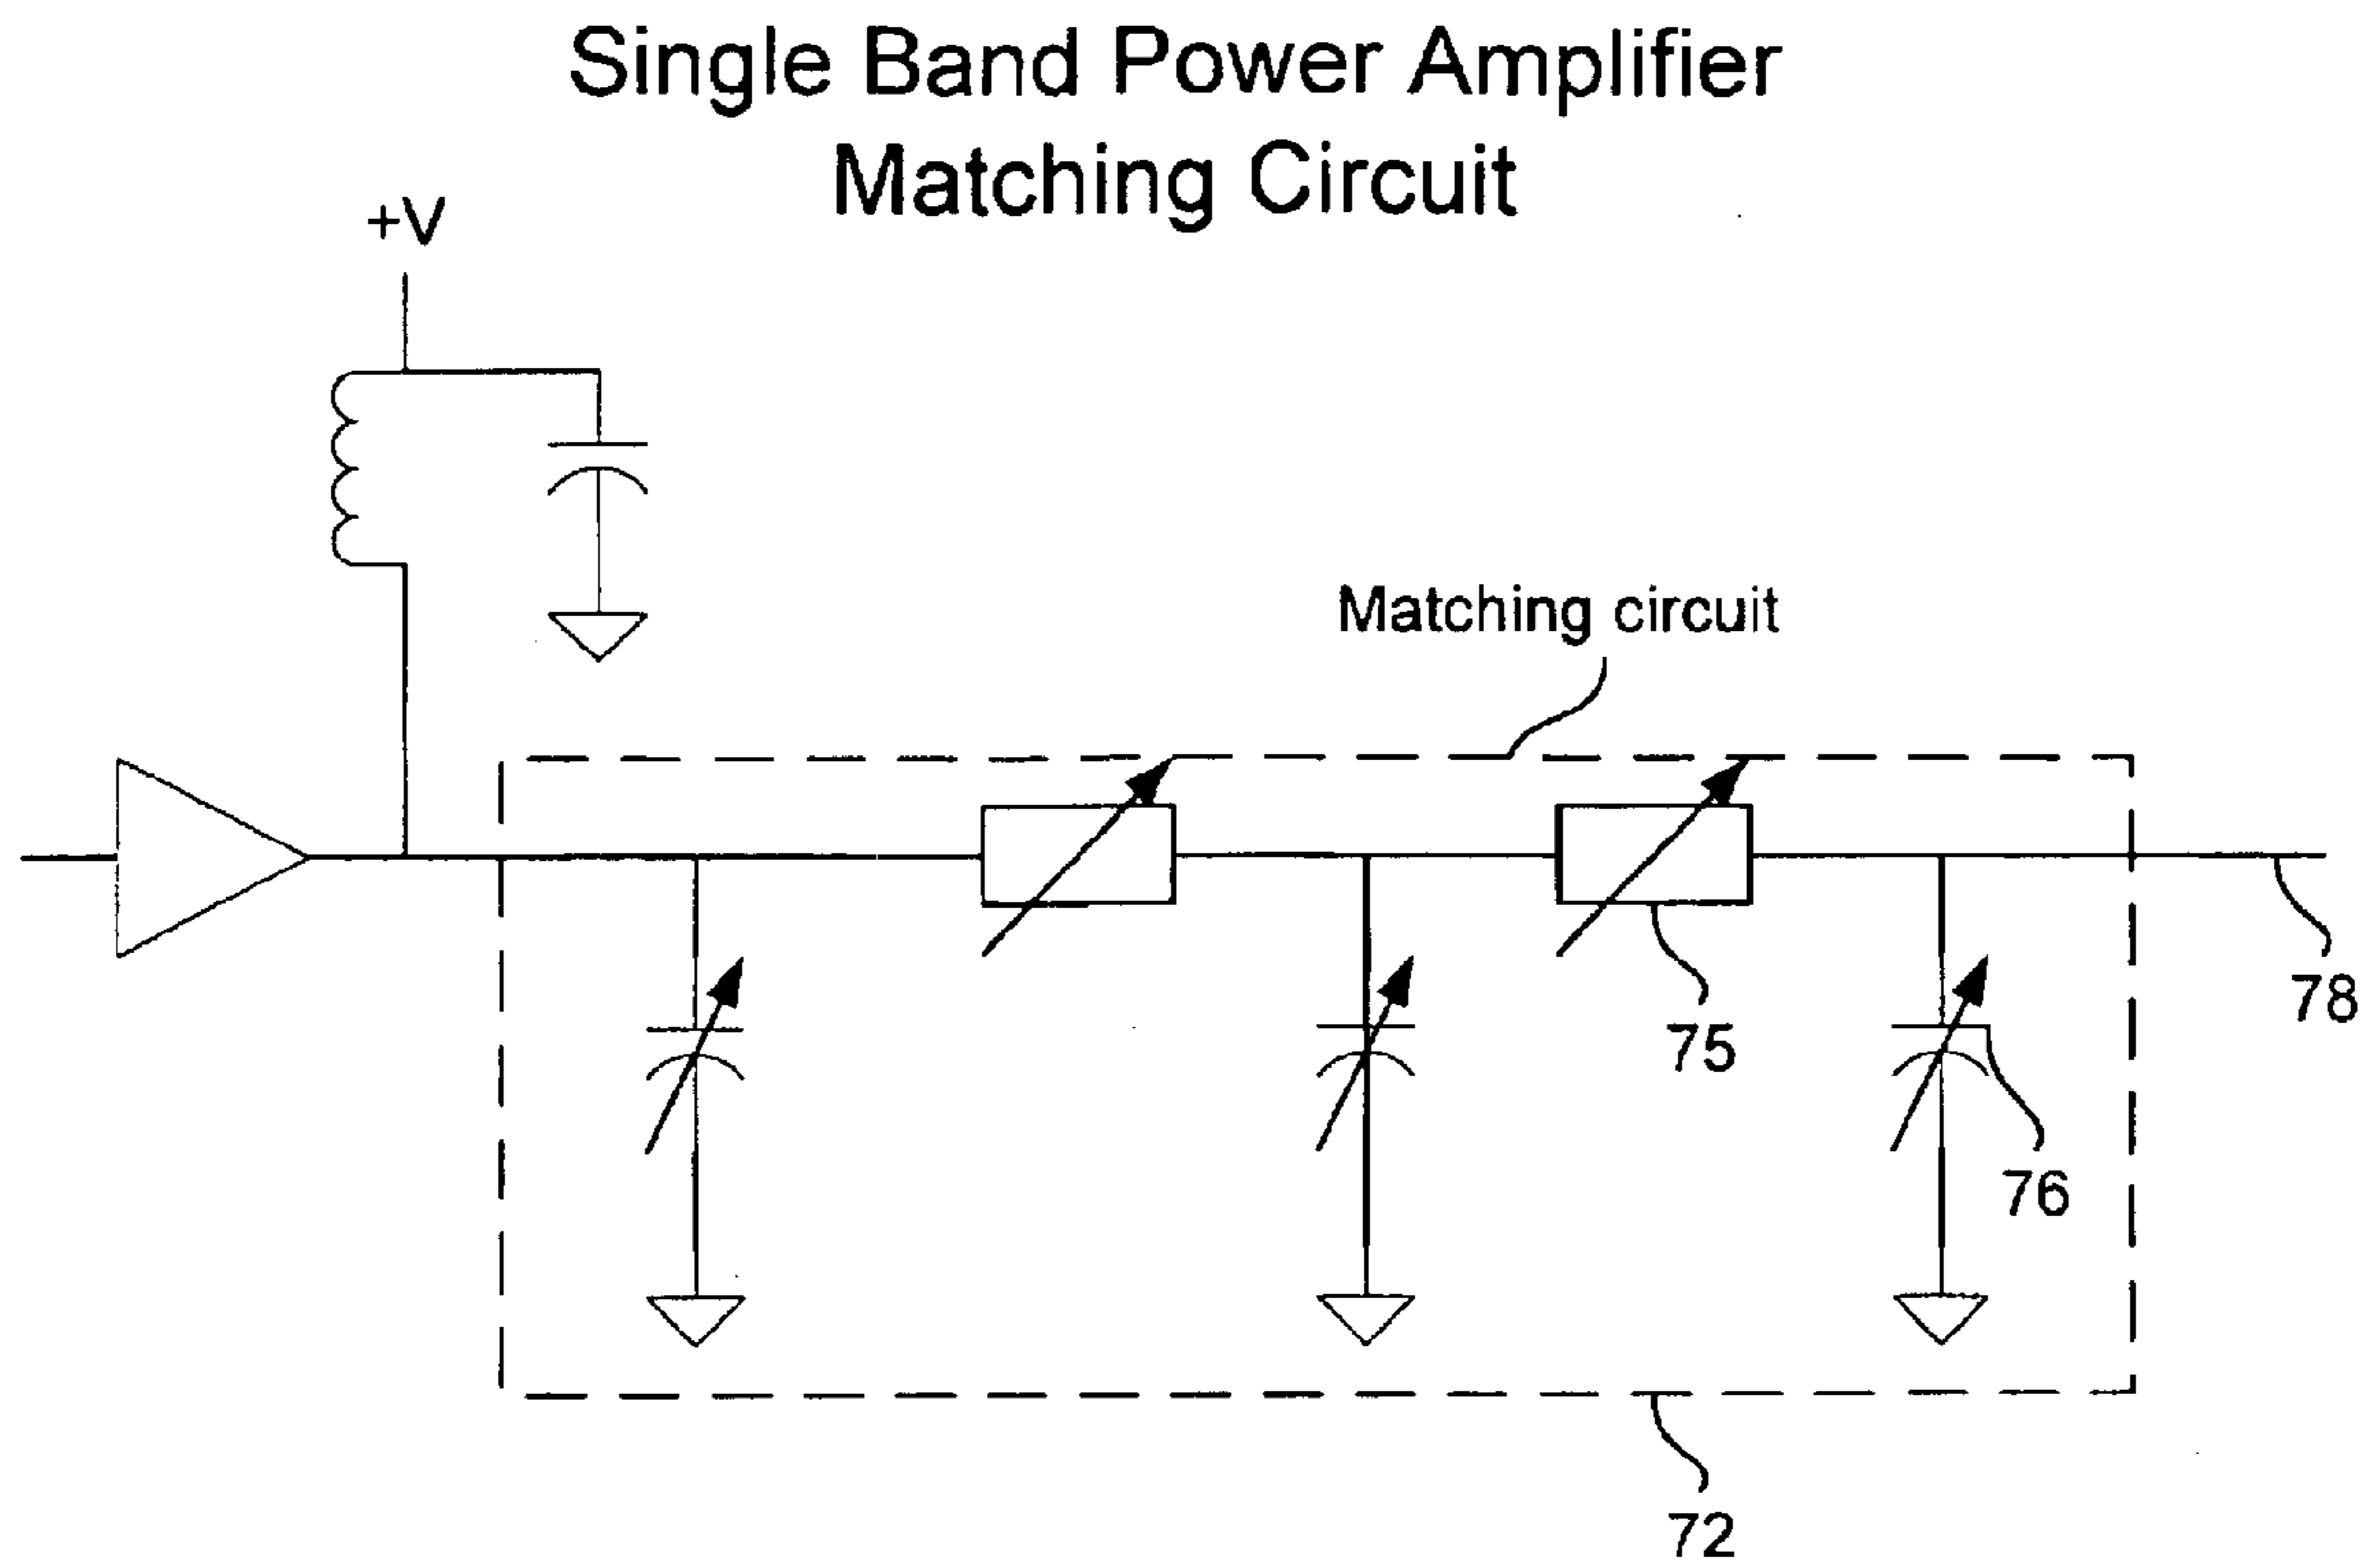 Single Band Power Amplifier
Matching Circuit
+V
Matching circuit
78
75
76
72